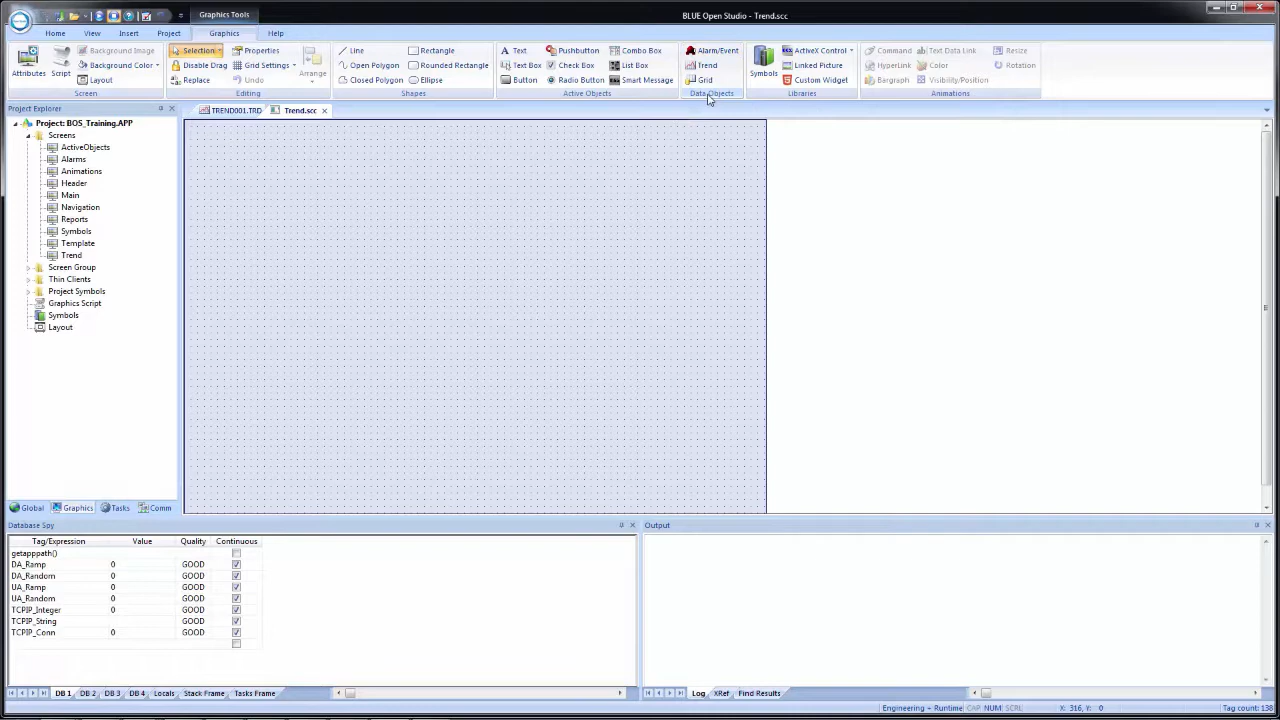 Graphics Tools
BLUE Open Studio - Trend.scc
Home View Insert Project Graphics Help
Attributes
Script
Background Image
Background Color
Layout
Screen
Selection
Disable Drag
Replace
Properties
Grid Settings
Undo
Arrange
Editing
Line
Open Polygon
Closed Polygon
Rectangle
Rounded Rectangle
Ellipse
Shapes
Text
Text Box
Button
Pushbutton
Check Box
Radio Button
Combo Box
List Box
Smart Message
Active Objects
Alarm/Event
Trend
Grid
Data Objects
Symbols
ActiveX Control
Linked Picture
Custom Widget
Libraries
Command
HyperLink
Bargraph
Text Data Link
Color
Visibility/Position
Resize
Rotation
Animations
Project Explorer
TREND001.TRD
Trend.scc
Project: BOS_Training.APP
Screens
ActiveObjects
Alarms
Animations
Header
Main
Navigation
Reports
Symbols
Template
Trend
Screen Group
Thin Clients
Project Symbols
Graphics Script
Symbols
Layout
Global Graphics Tasks Comm
Database Spy
Tag/Expression Value Quality Continuous
getapppath()
DA_Ramp 0 GOOD
DA_Random 0 GOOD
UA_Ramp 0 GOOD
UA_Random 0 GOOD
TCPIP_Integer 0 GOOD
TCPIP_String GOOD
TCPIP_Conn 0 GOOD
DB 1 DB 2 DB 3 DB 4 Locals Stack Frame Tasks Frame
Output
Log XRef Find Results
Engineering + Runtime CAP NUM SCRL X: 316, Y: 0 Tag count: 138